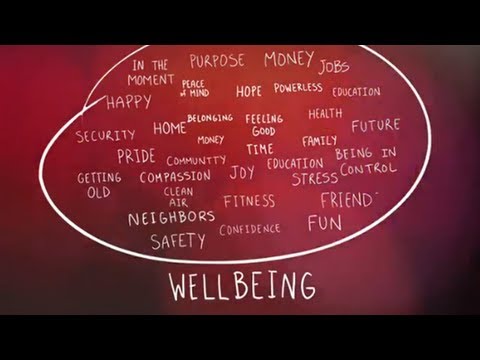 IN THE MOMENT
PURPOSE
MONEY
JOBS
PEACE of MIND
HOPE
POWERLESS
EDUCATION
HAPPY
BELONGING
FEELING GOOD
HEALTH
SECURITY
HOME
MONEY
TIME
FAMILY
FUTURE
PRIDE
COMMUNITY
JOY
EDUCATION
BEING IN CONTROL
GETTING OLD
COMPASSION
STRESS
CLEAN AIR
FITNESS
FRIEND
NEIGHBORS
CONFIDENCE
FUN
SAFETY
WELLBEING